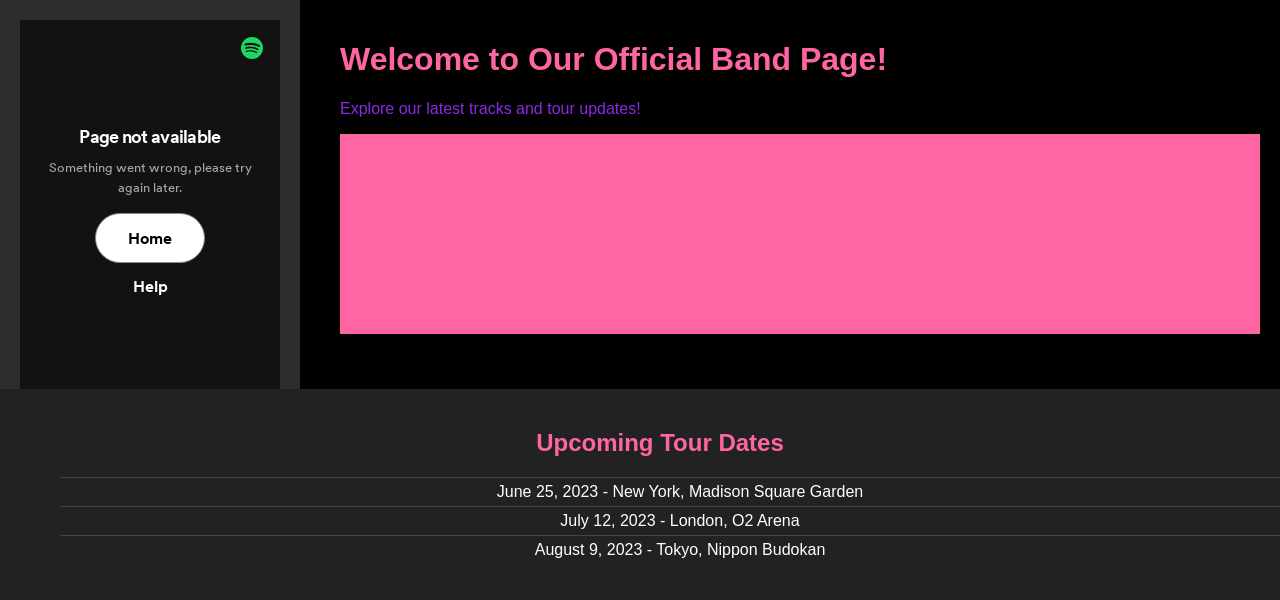 Page not available
Something went wrong, please try
again later.
Home
Help
Welcome to Our Official Band Page!
Explore our latest tracks and tour updates!
Upcoming Tour Dates
June 25, 2023 - New York, Madison Square Garden
July 12, 2023 - London, O2 Arena
August 9, 2023 - Tokyo, Nippon Budokan